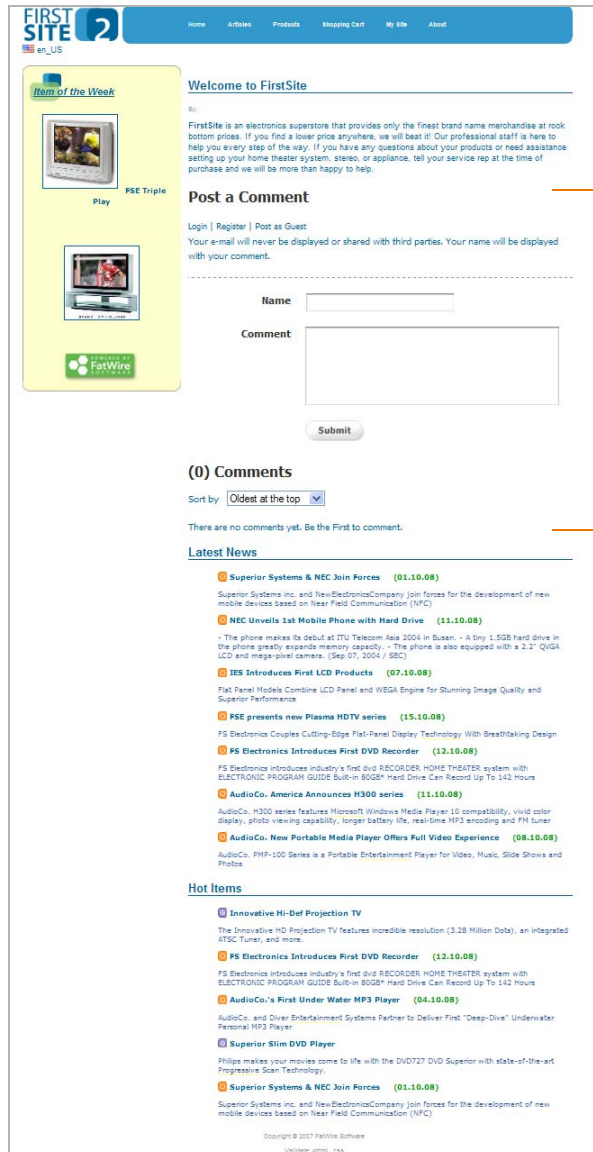 FIRST
SITE 2
Home Articles Products Shopping Cart My Site About
en_US
Item of the Week
FSE Triple
Play
POWERED BY
FatWire
SOFTWARE
Welcome to FirstSite
By:
FirstSite is an electronics superstore that provides only the finest brand name merchandise at rook
bottom prices. If you find a lower price anywhere, we will beat it! Our professional staff is here to
help you every step of the way. If you have any questions about your products or need assistance
setting up your home theater system, stereo, or appliance, tell your service rep at the time of
purchase and we will be more than happy to help.
Post a Comment
Login | Register | Post as Guest
Your e-mail will never be displayed or shared with third parties. Your name will be displayed
with your comment.
Name
Comment
Submit
(0) Comments
Sort by Oldest at the top
There are no comments yet. Be the First to comment.
Latest News
Superior Systems & NEC Join Forces (01.10.08)
Superior Systems inc. and NewElectronicsCompany join forces for the development of new
mobile devices based on Near Field Communication (NFC)
NEC Unveils 1st Mobile Phone with Hard Drive (11.10.08)
- The phone makes its debut at ITU Telecom Asia 2004 in Busan. - A tiny 1.5GB hard drive in
the phone greatly expands memory capacity. - The phone is also equipped with a 2.2" QVGA
LCD and mega-pixel camera. (Sep 07, 2004 / SEC)
IES Introduces First LCD Products (07.10.08)
Flat Panel Models Combine LCD Panel and WEGA Engine for Stunning Image Quality and
Superior Performance
FSE presents new Plasma HDTV series (15.10.08)
FS Electronics Couples Cutting-Edge Flat-Panel Display Technology With Breathtaking Design
FS Electronics Introduces First DVD Recorder (12.10.08)
FS Electronics introduces industry's first dvd RECORDER HOME THEATER system with
ELECTRONIC PROGRAM GUIDE Built-in 80GB* Hard Drive Can Record Up To 142 Hours
AudioCo. America Announces H300 series (11.10.08)
AudioCo. H300 series features Microsoft Windows Media Player 10 compatibility, vivid color
display, photo viewing capability, longer battery life, real-time MP3 encoding and FM tuner
AudioCo. New Portable Media Player Offers Full Video Experience (08.10.08)
AudioCo. PMP-100 Series is a Portable Entertainment Player for Video, Music, Slide Shows and
Photos
Hot Items
Innovative Hi-Def Projection TV
The Innovative HD Projection TV features incredible resolution (3.28 Million Dots), an integrated
ATSC Tuner, and more.
FS Electronics Introduces First DVD Recorder (12.10.08)
FS Electronics introduces industry's first dvd RECORDER HOME THEATER system with
ELECTRONIC PROGRAM GUIDE Built-in 80GB* Hard Drive Can Record Up To 142 Hours
AudioCo.'s First Under Water MP3 Player (04.10.08)
AudioCo. and Diver Entertainment Systems Partner to Deliver First "Deep-Dive" Underwater
Personal MP3 Player
Superior Slim DVD Player
Philips makes your movies come to life with the DVD727 DVD Superior with state-of-the-art
Progressive Scan Technology.
Superior Systems & NEC Join Forces (01.10.08)
Superior Systems inc. and NewElectronicsCompany join forces for the development of new
mobile devices based on Near Field Communication (NFC)
Copyright © 2007 FatWire Software
Validate: xhtml, css